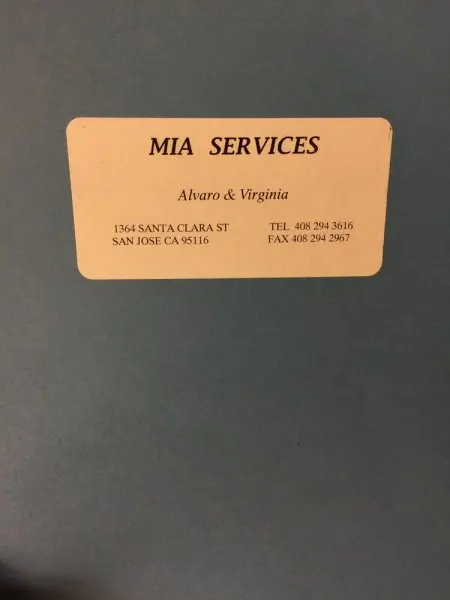 MIA SERVICES
Alvaro & Virginia
1364 SANTA CLARA ST TEL 408 294 3616
SAN JOSE CA 95116 FAX 408 294 2967